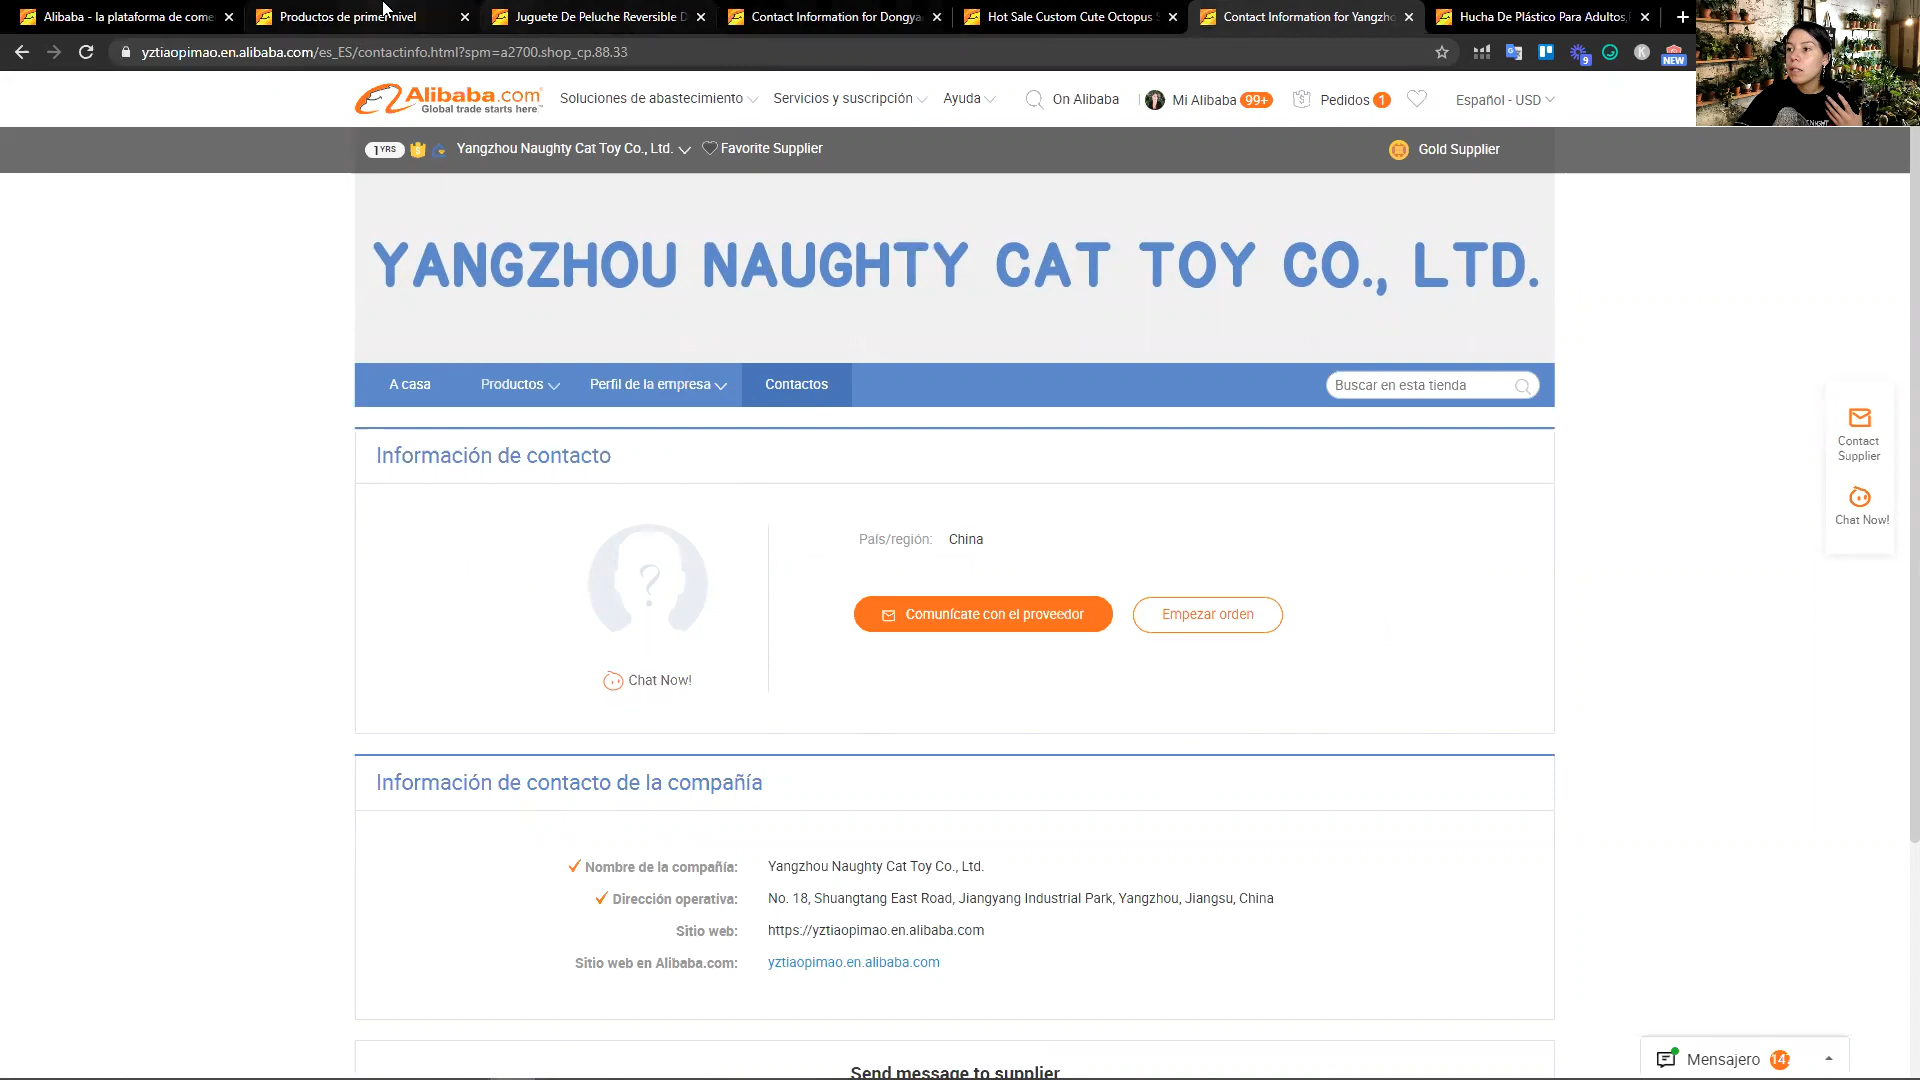 Alibaba - la plataforma de come
Productos de primer nivel
Juguete De Peluche Reversible D
Contact Information for Dongya
Hot Sale Custom Cute Octopus S
Contact Information for Yangzho
Hucha De Plástico Para Adultos,
yztiaopimao.en.alibaba.com/es_ES/contactinfo.html?spm=a2700.shop_cp.88.33
9
K
NEW
Alibaba.com
Global trade starts here™
Soluciones de abastecimiento
Servicios y suscripción
Ayuda
On Alibaba
Mi Alibaba 99+
Pedidos 1
Español - USD
1 YRS
Yangzhou Naughty Cat Toy Co., Ltd.
Favorite Supplier
Gold Supplier
YANGZHOU NAUGHTY CAT TOY CO., LTD.
A casa
Productos
Perfil de la empresa
Contactos
Buscar en esta tienda
Contact
Supplier
Chat Now!
Información de contacto
País/región: China
Comunícate con el proveedor
Empezar orden
?
Chat Now!
Información de contacto de la compañía
Nombre de la compañía: Yangzhou Naughty Cat Toy Co., Ltd.
Dirección operativa: No. 18, Shuangtang East Road, Jiangyang Industrial Park, Yangzhou, Jiangsu, China
Sitio web: https://yztiaopimao.en.alibaba.com
Sitio web en Alibaba.com: yztiaopimao.en.alibaba.com
Send message to supplier
Mensajero